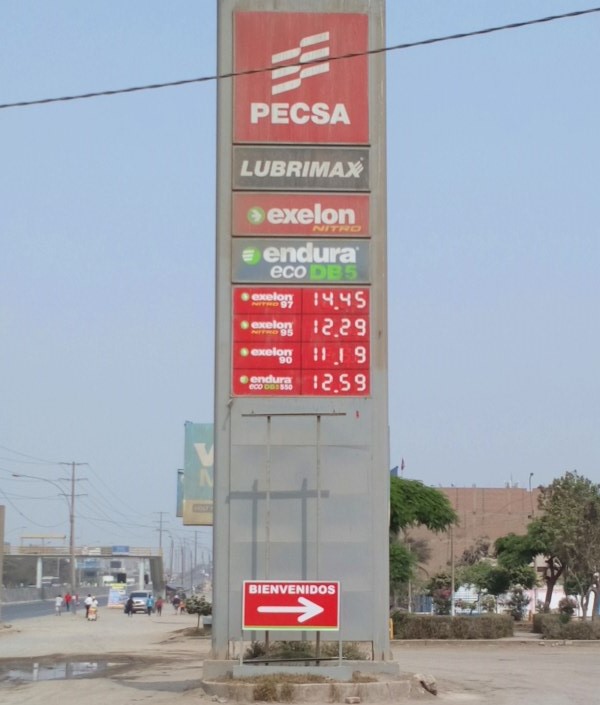 PECSA
LUBRIMAX
exelon
NITRO
endura
eco DB5
exelon NITRO 97 14.45
exelon NITRO 95 12.29
exelon 90 11.19
endura eco DB5 S50 12.59
BIENVENIDOS